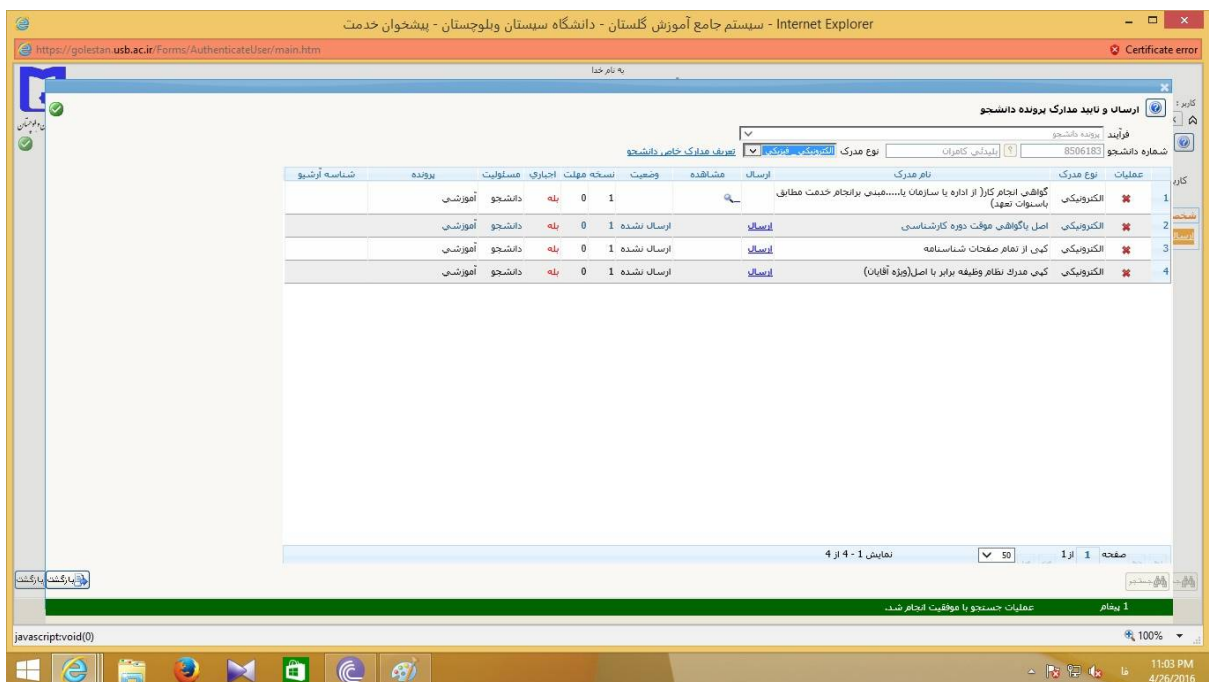 سیستم جامع آموزش گلستان - دانشگاه سیستان وبلوچستان - پیشخوان خدمت - Internet Explorer
https://golestan.usb.ac.ir/Forms/AuthenticateUser/main.htm
Certificate error
به نام خدا
کاربر :
ارسال و تایید مدارک پرونده دانشجو
فرآیند پرونده دانشجو
شماره دانشجو 8506183 بلیدئی کامران نوع مدرک الکترونیکی _ فیزیکی تعریف مدارک خاص دانشجو
عملیات نوع مدرک نام مدرک ارسال مشاهده وضعیت نسخه مهلت اجباري مسئولیت پرونده شناسه آرشیو
1 الکترونیکی گواهی انجام کار( از اداره یا سازمان یا.....مبنی برانجام خدمت مطابق باسنوات تعهد) 1 0 بله دانشجو آموزشی
2 الکترونیکی اصل یاگواهی موقت دوره کارشناسی ارسال ارسال نشده 1 0 بله دانشجو آموزشی
3 الکترونیکی کپی از تمام صفحات شناسنامه ارسال ارسال نشده 1 0 بله دانشجو آموزشی
4 الکترونیکی کپی مدرك نظام وظیفه برابر با اصل(ویژه آقایان) ارسال ارسال نشده 1 0 بله دانشجو آموزشی
صفحه 1 از 1 50 نمایش 1 - 4 از 4
بازگشت بازگشت
1 پیغام عملیات جستجو با موفقیت انجام شد.
javascript:void(0)
100%
فا
11:03 PM
4/26/2016